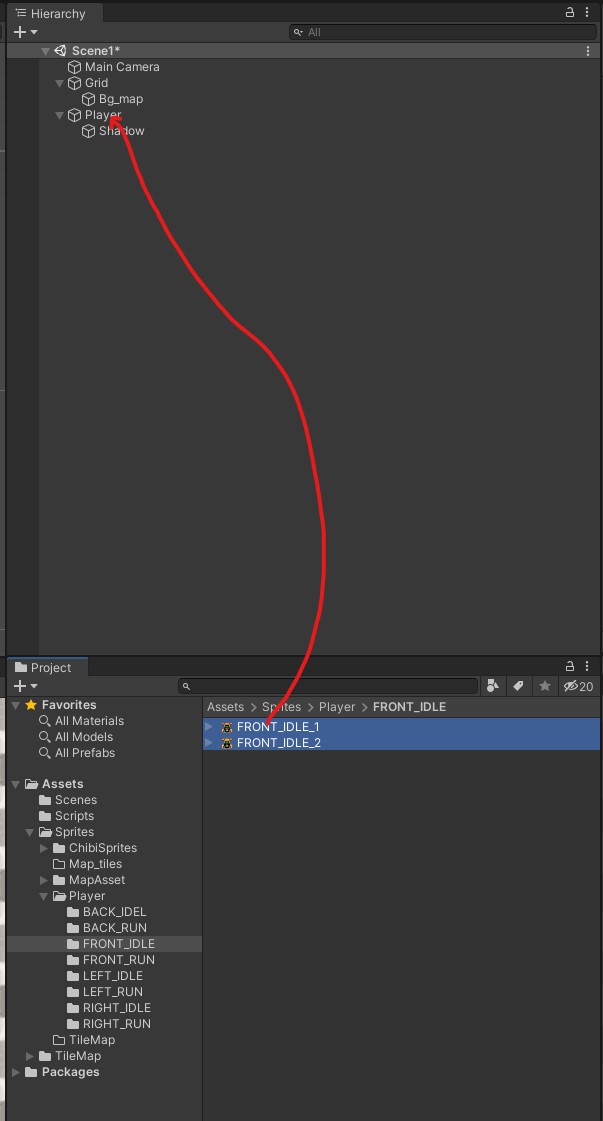 Hierarchy
All
Scene1*
Main Camera
Grid
Bg_map
Player
Shadow
Project
20
Favorites
All Materials
All Models
All Prefabs
Assets
Scenes
Scripts
Sprites
ChibiSprites
Map_tiles
MapAsset
Player
BACK_IDEL
BACK_RUN
FRONT_IDLE
FRONT_RUN
LEFT_IDLE
LEFT_RUN
RIGHT_IDLE
RIGHT_RUN
TileMap
TileMap
Packages
Assets > Sprites > Player > FRONT_IDLE
FRONT_IDLE_1
FRONT_IDLE_2